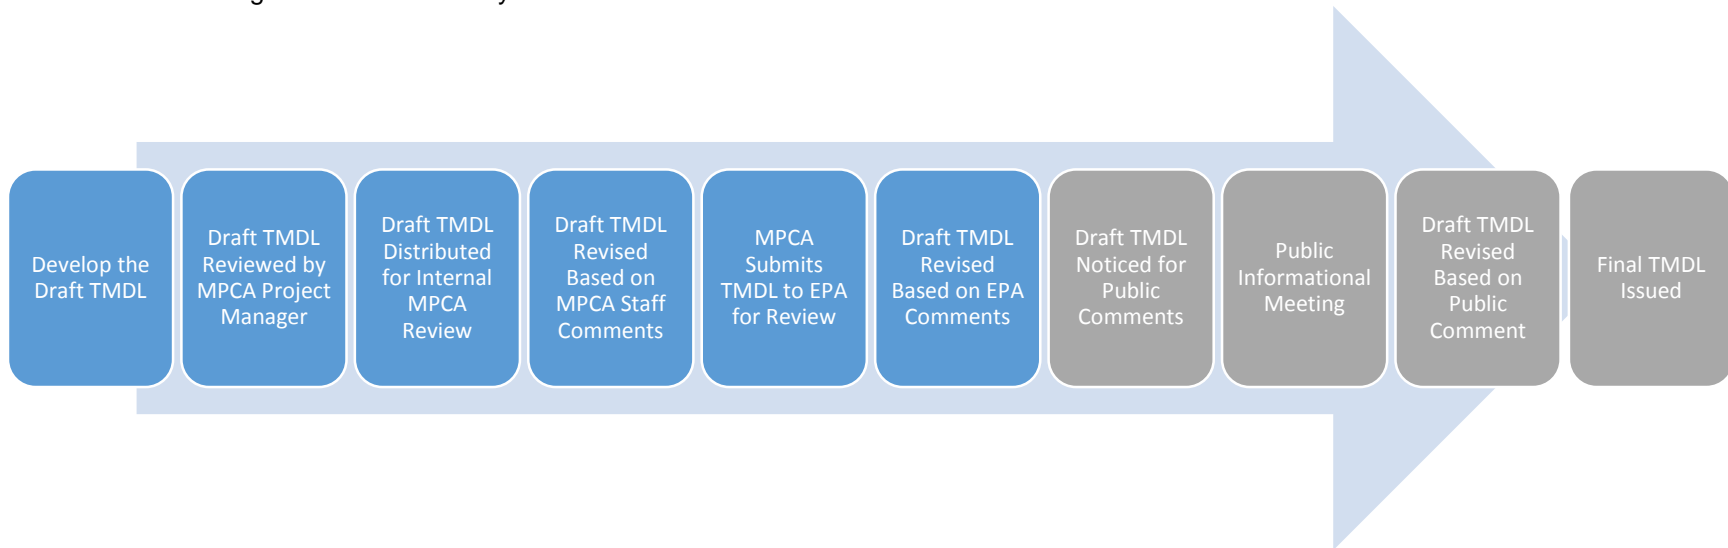 Develop the
Draft TMDL
Draft TMDL
Reviewed by
MPCA Project
Manager
Draft TMDL
Distributed
for Internal
MPCA
Review
Draft TMDL
Revised
Based on
MPCA Staff
Comments
MPCA
Submits
TMDL to EPA
for Review
Draft TMDL
Revised
Based on EPA
Comments
Draft TMDL
Noticed for
Public
Comments
Public
Informational
Meeting
Draft TMDL
Revised
Based on
Public
Comment
Final TMDL
Issued